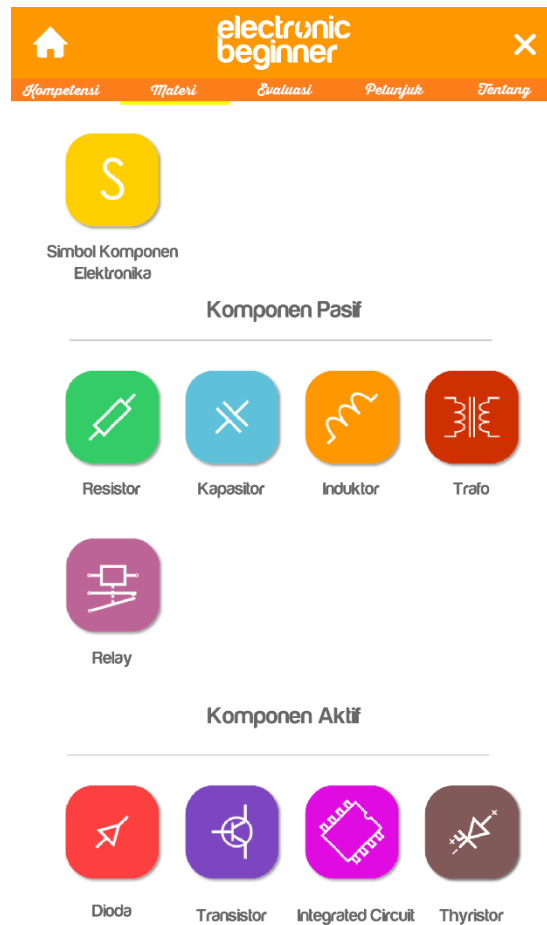 electronic
beginner
Kompetensi Materi Evaluasi Petunjuk Tentang
S
Simbol Komponen
Elektronika
Komponen Pasif
Resistor Kapasitor Induktor Trafo
Relay
Komponen Aktif
Dioda Transistor Integrated Circuit Thyristor